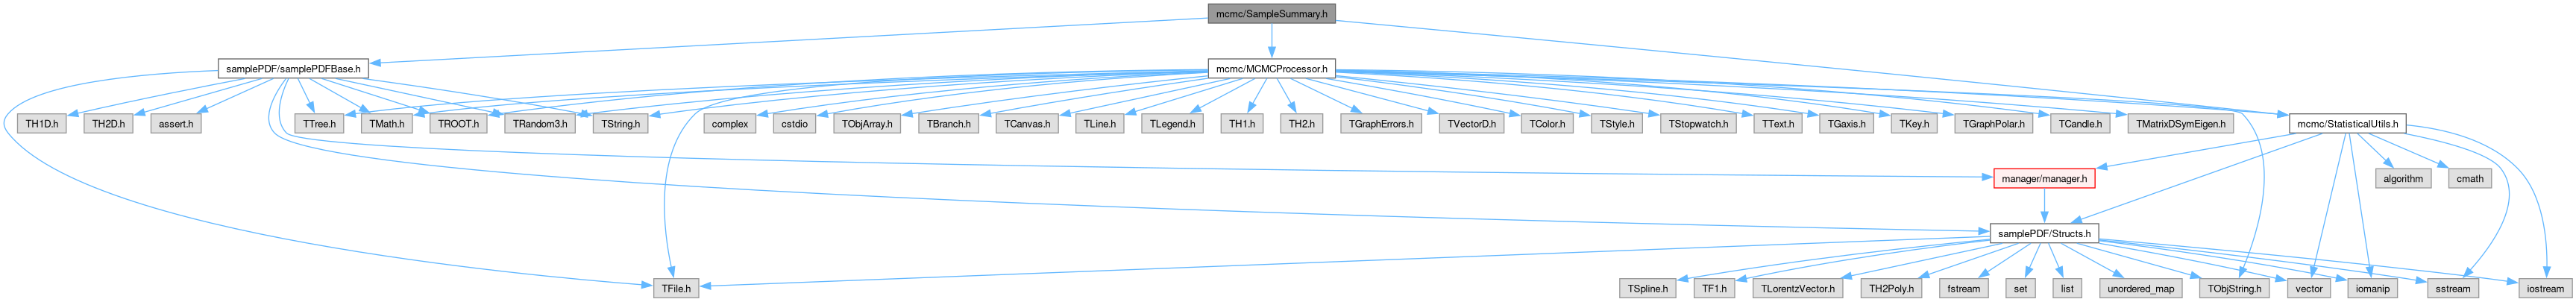 mcmc/SampleSummary.h
samplePDF/samplePDFBase.h
mcmc/MCMCProcessor.h
TH1D.h
TH2D.h
assert.h
TTree.h
TMath.h
TROOT.h
TRandom3.h
TString.h
complex
cstdio
TObjArray.h
TBranch.h
TCanvas.h
TLine.h
TLegend.h
TH1.h
TH2.h
TGraphErrors.h
TVectorD.h
TColor.h
TStyle.h
TStopwatch.h
TText.h
TGaxis.h
TKey.h
TGraphPolar.h
TCandle.h
TMatrixDSymEigen.h
mcmc/StatisticalUtils.h
manager/manager.h
algorithm
cmath
samplePDF/Structs.h
TFile.h
TSpline.h
TF1.h
TLorentzVector.h
TH2Poly.h
fstream
set
list
unordered_map
TObjString.h
vector
iomanip
sstream
iostream